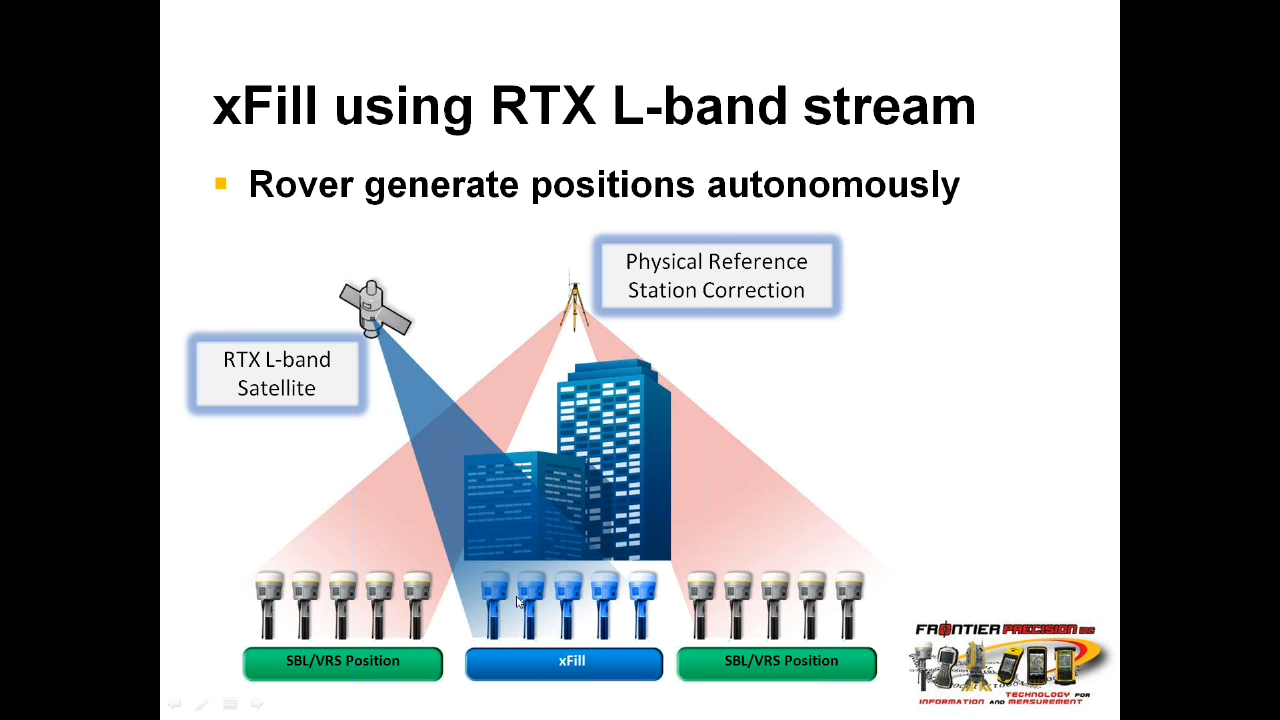 xFill using RTX L-band stream
Rover generate positions autonomously
Physical Reference
Station Correction
RTX L-band
Satellite
SBL/VRS Position
xFill
SBL/VRS Position
FRONTIER PRECISION INC
TECHNOLOGY FOR
INFORMATION AND MEASUREMENT